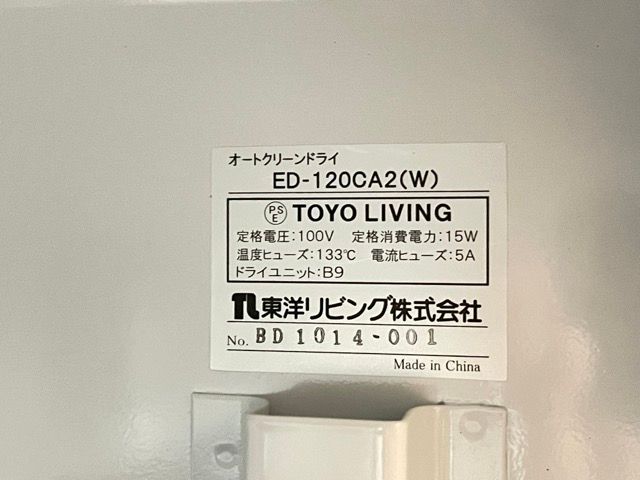 オートクリーンドライ
ED-120CA2(W)
PSE TOYO LIVING
定格電圧:100V 定格消費電力:15W
温度ヒューズ:133℃ 電流ヒューズ:5A
ドライユニット:B9
TL東洋リビング株式会社
No. BD1014-001
Made in China